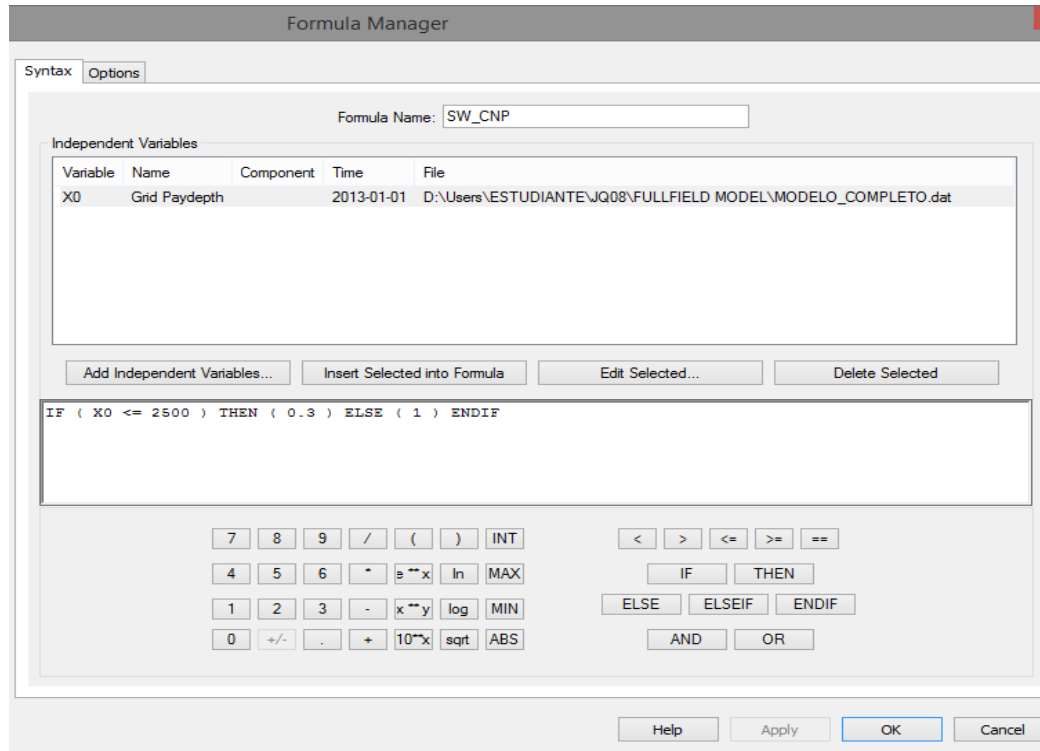 Formula Manager
Syntax Options
Formula Name: SW_CNP
Independent Variables
Variable Name Component Time File
X0 Grid Paydepth 2013-01-01 D:\Users\ESTUDIANTE\JQ08\FULLFIELD MODEL\MODELO_COMPLETO.dat
Add Independent Variables... Insert Selected into Formula Edit Selected... Delete Selected
IF ( X0 <= 2500 ) THEN ( 0.3 ) ELSE ( 1 ) ENDIF
7 8 9 / ( ) INT < > <= >= ==
4 5 6 * e **x ln MAX IF THEN
1 2 3 - x **y log MIN ELSE ELSEIF ENDIF
0 +/- . + 10**x sqrt ABS AND OR
Help Apply OK Cancel